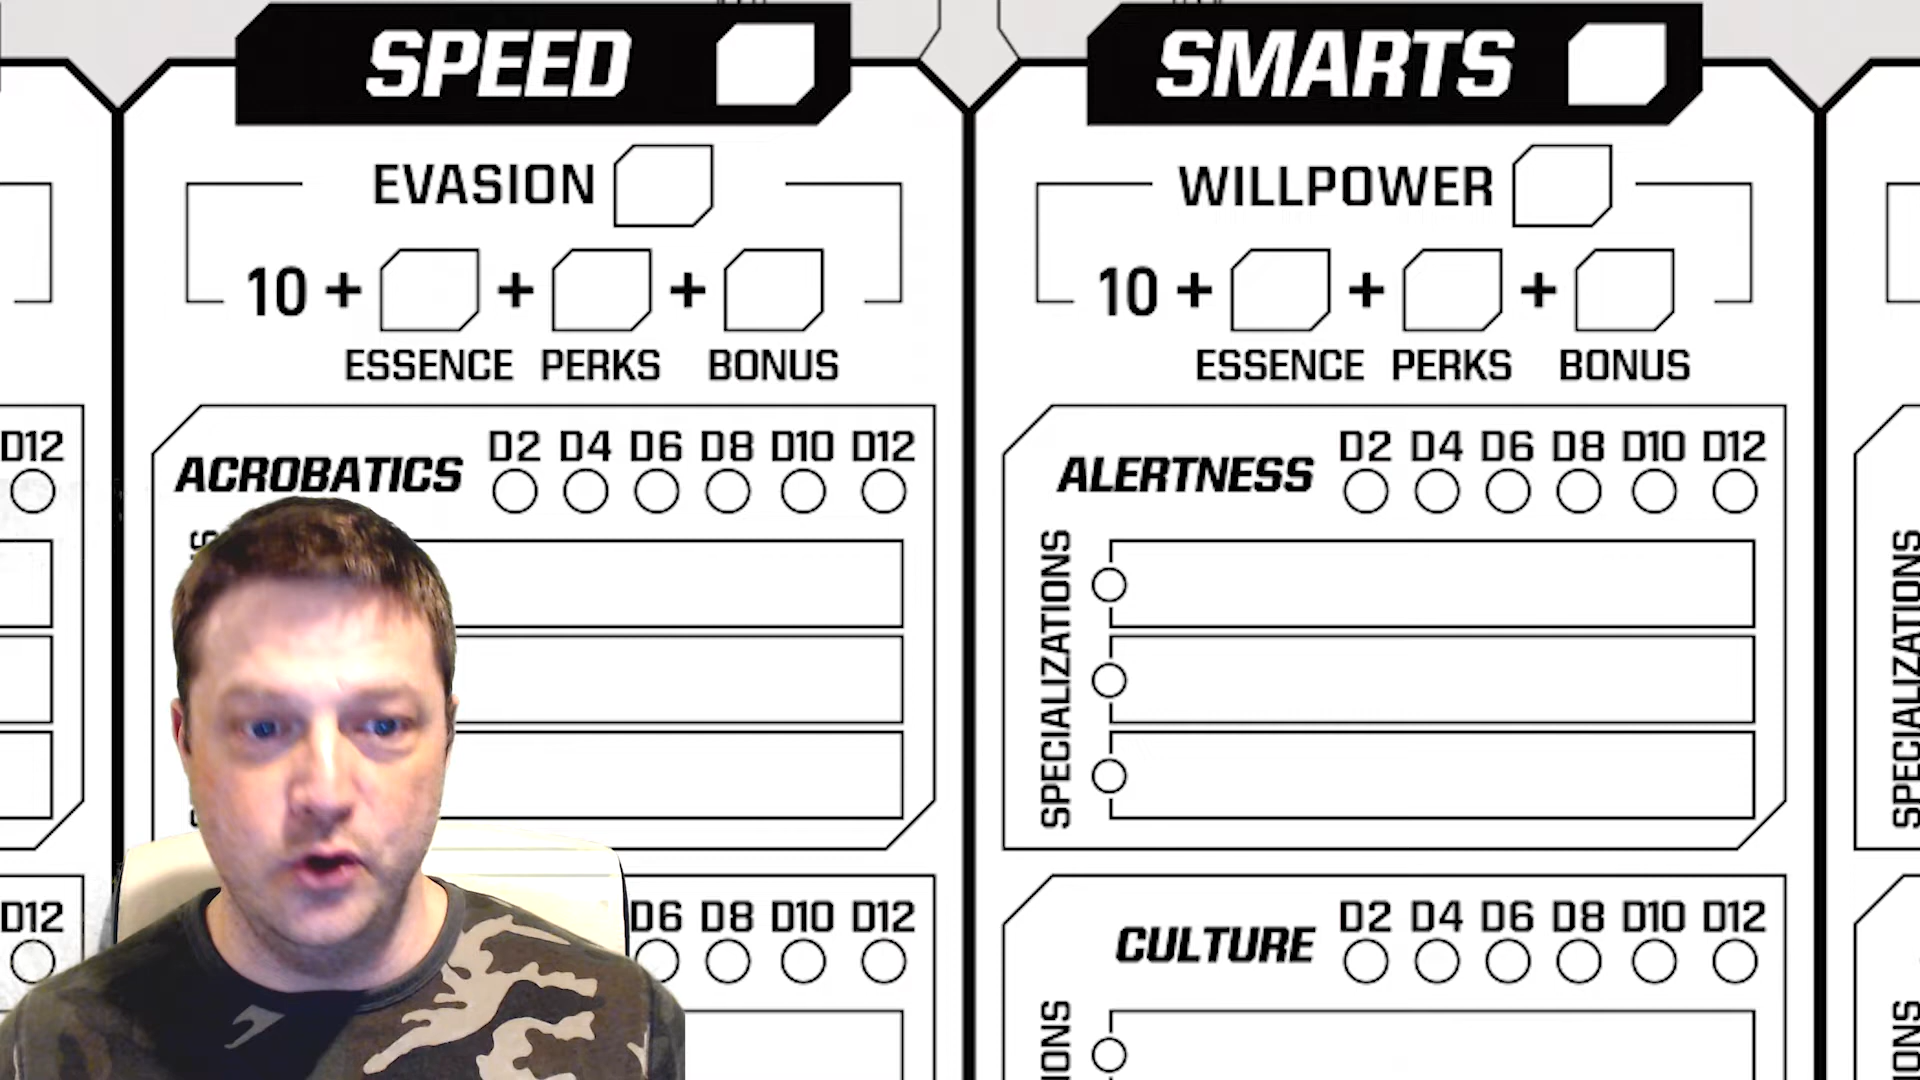 SPEED
SMARTS
EVASION
WILLPOWER
10 + + +
10 + + +
ESSENCE PERKS BONUS
ESSENCE PERKS BONUS
D12
ACROBATICS D2 D4 D6 D8 D10 D12
ALERTNESS D2 D4 D6 D8 D10 D12
SPECIALIZATIONS
SPECIALIZATIONS
D12
D6 D8 D10 D12
CULTURE D2 D4 D6 D8 D10 D12